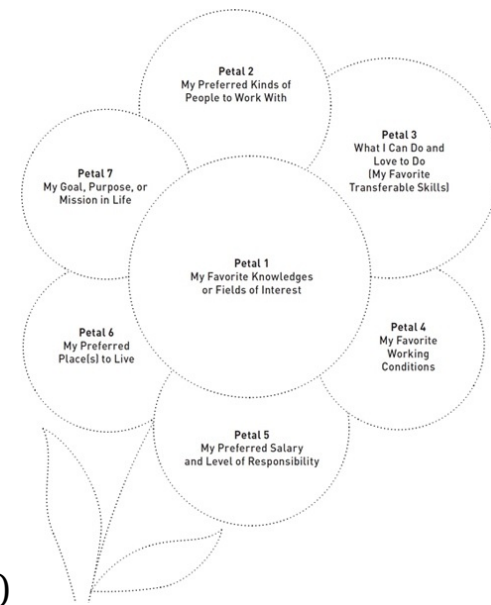 Petal 2
My Preferred Kinds of
People to Work With
Petal 3
What I Can Do and
Love to Do
(My Favorite
Transferable Skills)
Petal 7
My Goal, Purpose, or
Mission in Life
Petal 1
My Favorite Knowledges
or Fields of Interest
Petal 4
My Favorite
Working
Conditions
Petal 6
My Preferred
Place(s) to Live
Petal 5
My Preferred Salary
and Level of Responsibility
)